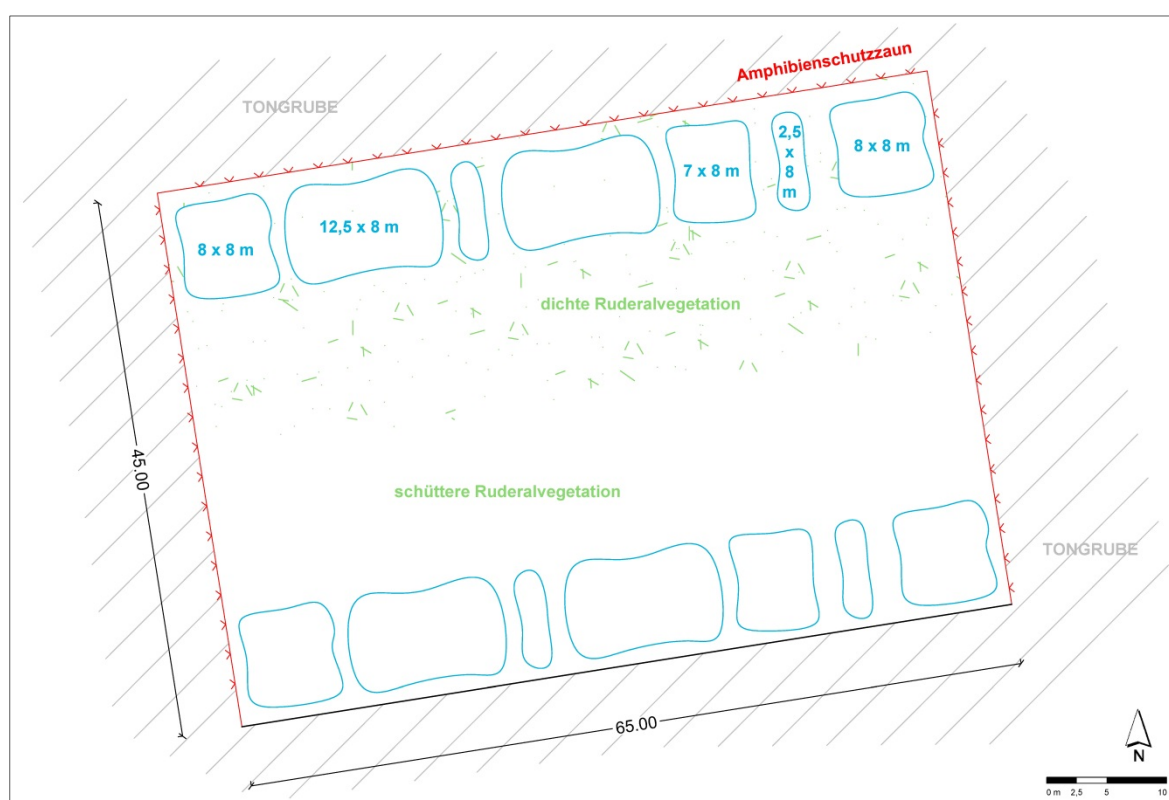 Amphibienschutzzaun
TONGRUBE
2,5
x
8
m
8 x 8 m
7 x 8 m
12,5 x 8 m
8 x 8 m
dichte Ruderalvegetation
45.00
schüttere Ruderalvegetation
TONGRUBE
65.00
N
0 m 2,5 5 10